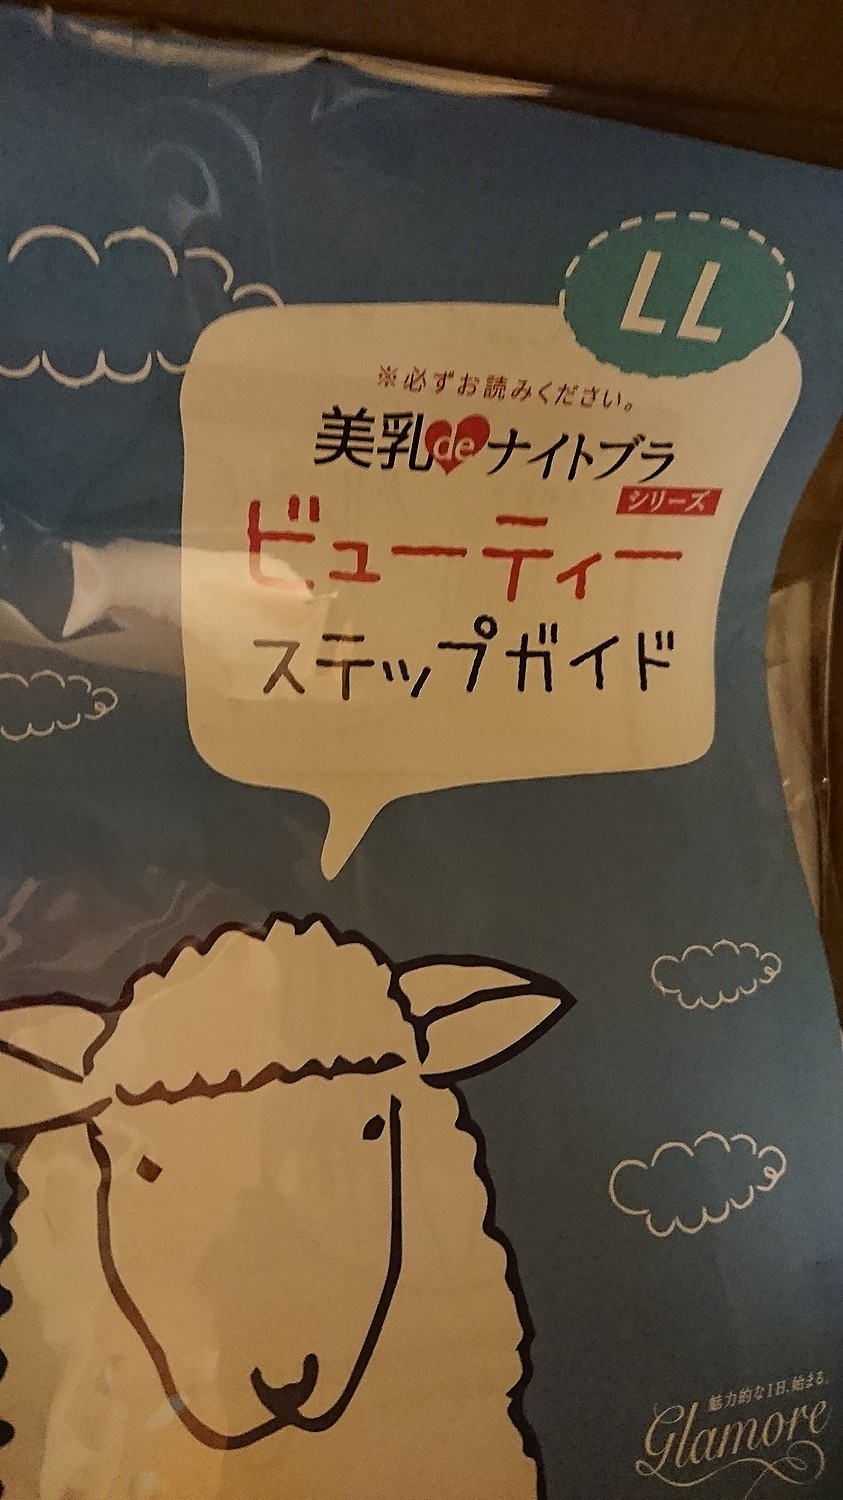 LL
※必ずお読みください。
美乳deナイトブラ
シリーズ
ビューティー
ステップガイド
魅力的な1日、始まる。
Glamore